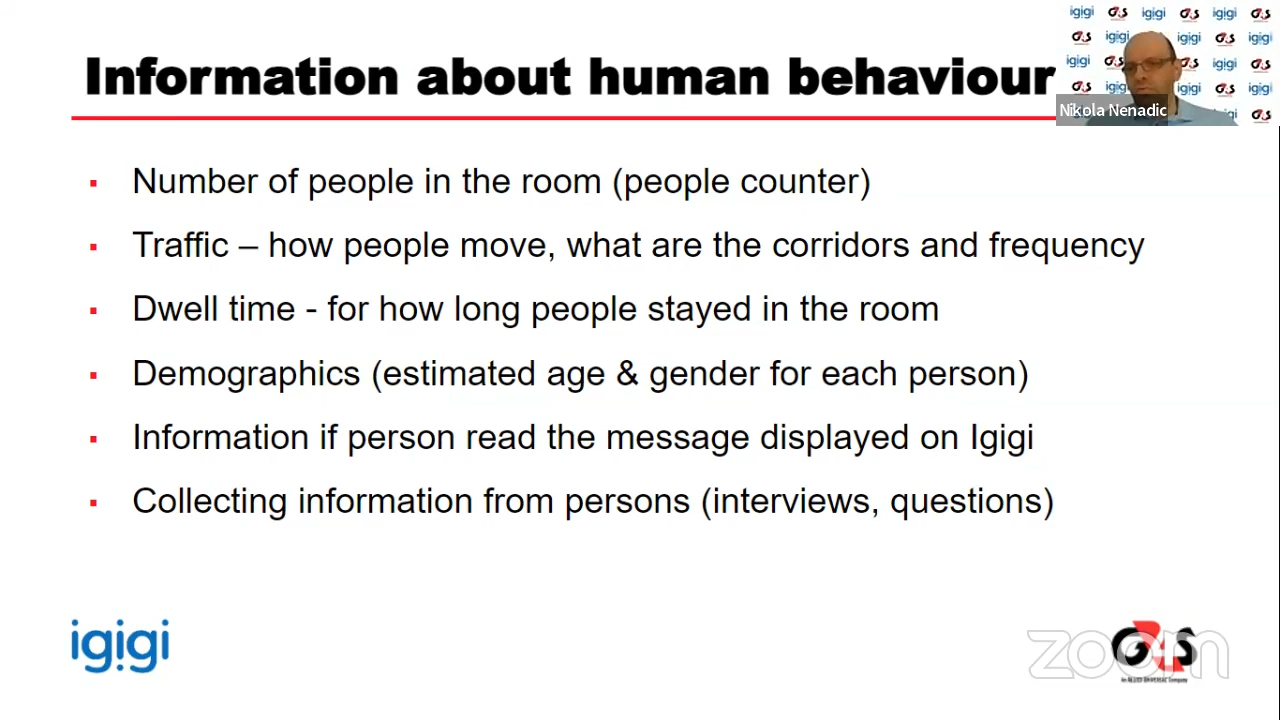 Information about human behaviour
Nikola Nenadic
Number of people in the room (people counter)
Traffic – how people move, what are the corridors and frequency
Dwell time - for how long people stayed in the room
Demographics (estimated age & gender for each person)
Information if person read the message displayed on Igigi
Collecting information from persons (interviews, questions)
igigi
G4S
zoom